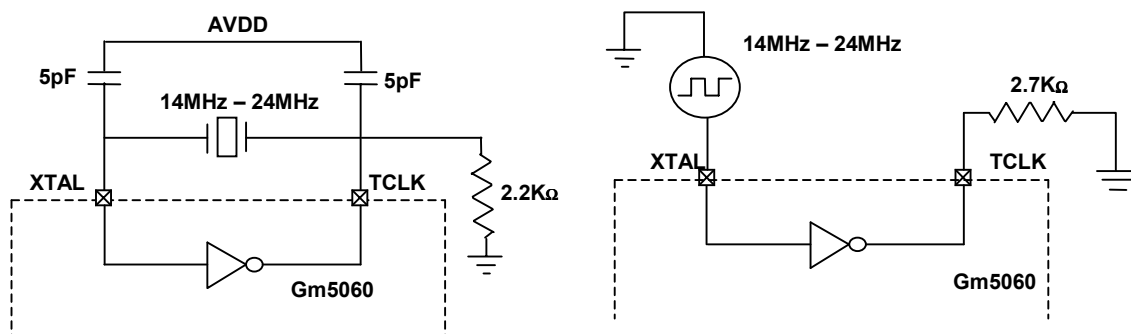 AVDD
5pF
5pF
14MHz – 24MHz
XTAL
TCLK
2.2KΩ
Gm5060
14MHz – 24MHz
2.7KΩ
XTAL
TCLK
Gm5060